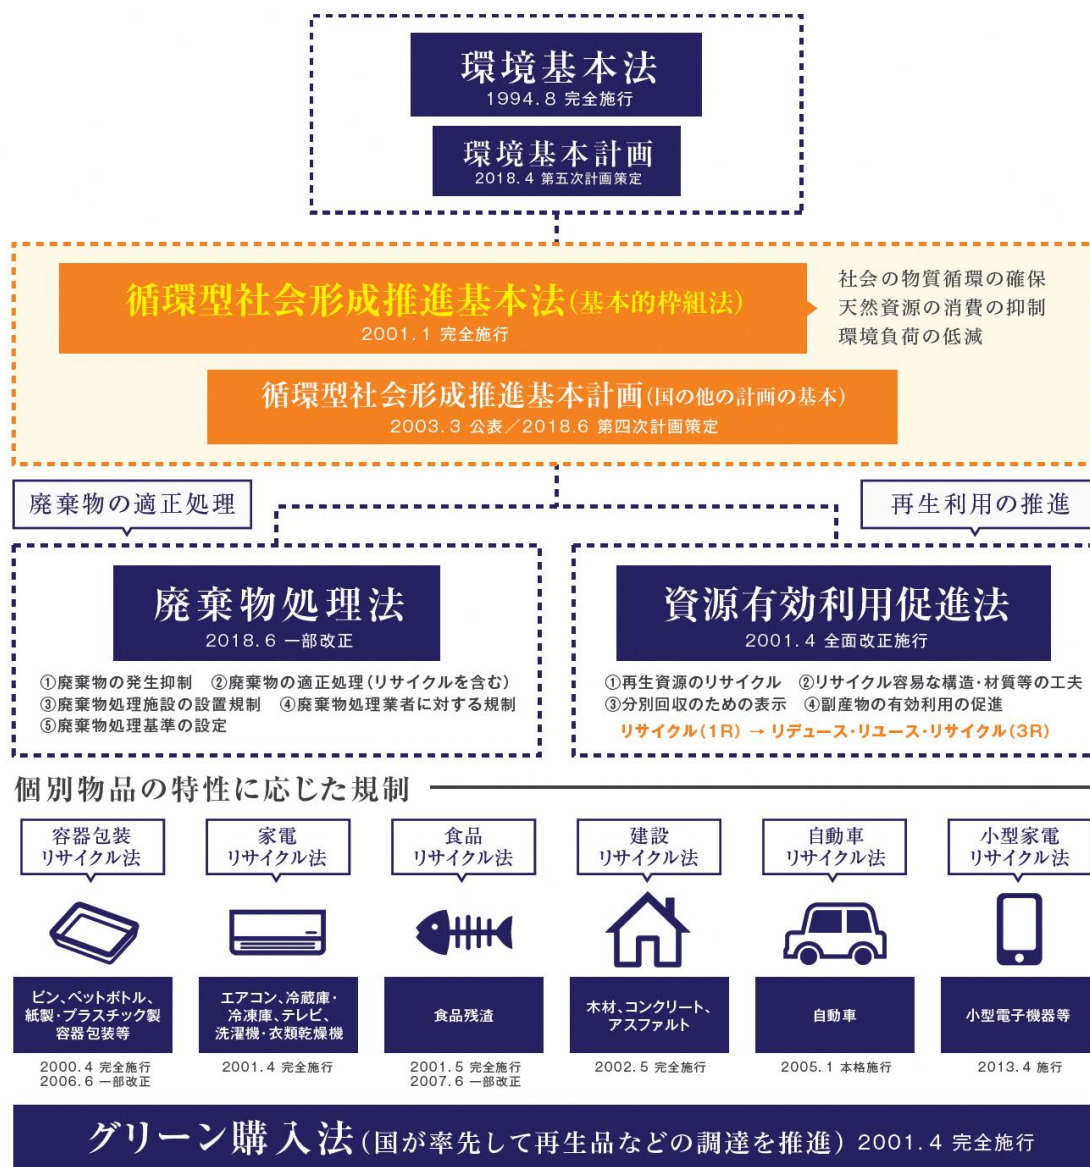 環境基本法
1994.8 完全施行
環境基本計画
2018.4 第五次計画策定
循環型社会形成推進基本法(基本的枠組法)
2001.1 完全施行
社会の物質循環の確保
天然資源の消費の抑制
環境負荷の低減
循環型社会形成推進基本計画(国の他の計画の基本)
2003.3 公表/2018.6 第四次計画策定
廃棄物の適正処理
再生利用の推進
廃棄物処理法
2018.6 一部改正
①廃棄物の発生抑制 ②廃棄物の適正処理(リサイクルを含む)
③廃棄物処理施設の設置規制 ④廃棄物処理業者に対する規制
⑤廃棄物処理基準の設定
資源有効利用促進法
2001.4 全面改正施行
①再生資源のリサイクル ②リサイクル容易な構造・材質等の工夫
③分別回収のための表示 ④副産物の有効利用の促進
リサイクル(1R) → リデュース・リユース・リサイクル(3R)
個別物品の特性に応じた規制
容器包装
リサイクル法
家電
リサイクル法
食品
リサイクル法
建設
リサイクル法
自動車
リサイクル法
小型家電
リサイクル法
ビン、ペットボトル、
紙製・プラスチック製
容器包装等
エアコン、冷蔵庫・
冷凍庫、テレビ、
洗濯機・衣類乾燥機
食品残渣
木材、コンクリート、
アスファルト
自動車
小型電子機器等
2000.4 完全施行
2006.6 一部改正
2001.4 完全施行
2001.5 完全施行
2007.6 一部改正
2002.5 完全施行
2005.1 本格施行
2013.4 施行
グリーン購入法(国が率先して再生品などの調達を推進) 2001.4 完全施行